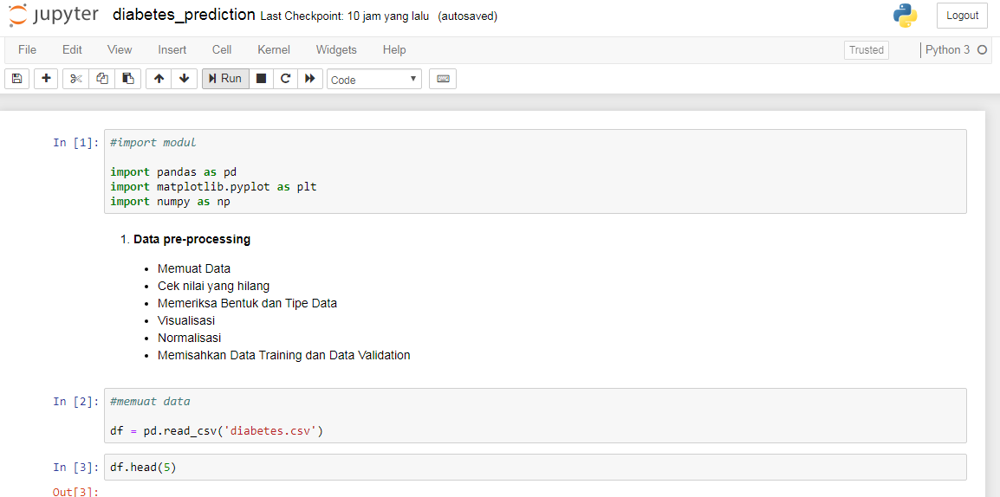 jupyter diabetes_prediction Last Checkpoint: 10 jam yang lalu (autosaved) Logout
File Edit View Insert Cell Kernel Widgets Help Trusted Python 3
Run Code
In [1]: #import modul
import pandas as pd
import matplotlib.pyplot as plt
import numpy as np
1. Data pre-processing
• Memuat Data
• Cek nilai yang hilang
• Memeriksa Bentuk dan Tipe Data
• Visualisasi
• Normalisasi
• Memisahkan Data Training dan Data Validation
In [2]: #memuat data
df = pd.read_csv('diabetes.csv')
In [3]: df.head(5)
Out[3]: